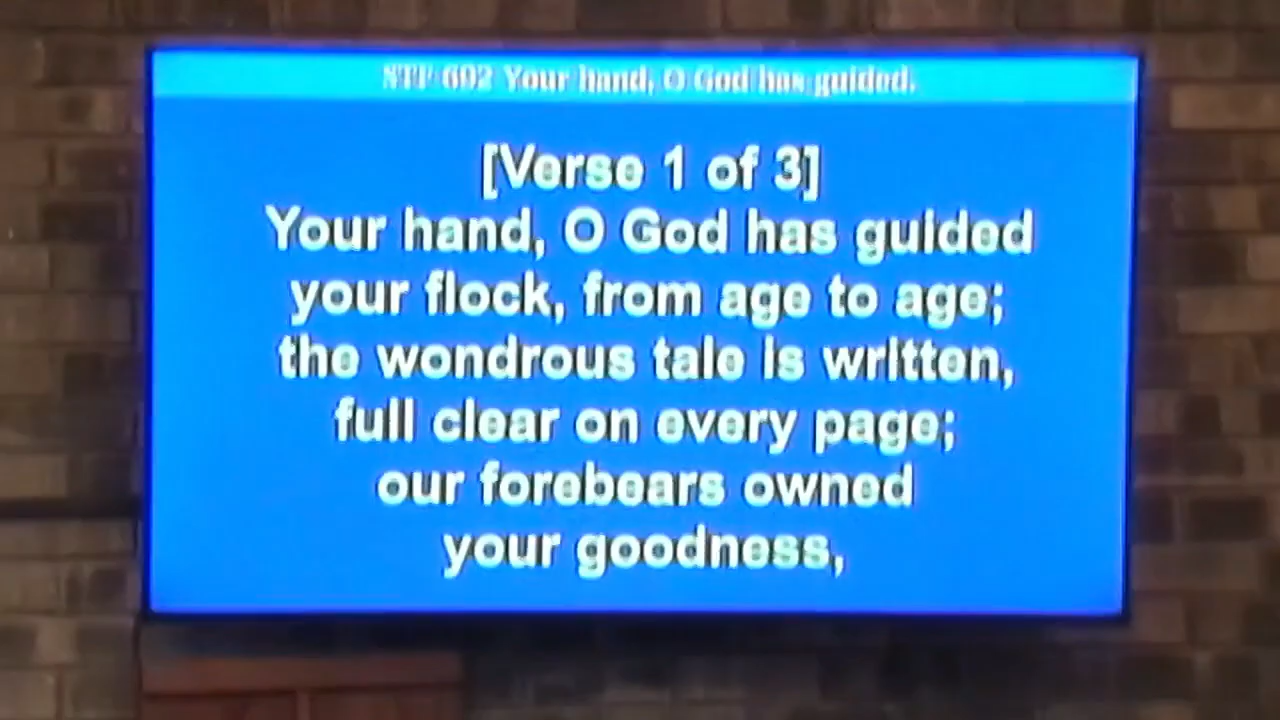 STF 692 Your hand, O God has guided.
[Verse 1 of 3]
Your hand, O God has guided
your flock, from age to age;
the wondrous tale is written,
full clear on every page;
our forebears owned
your goodness,